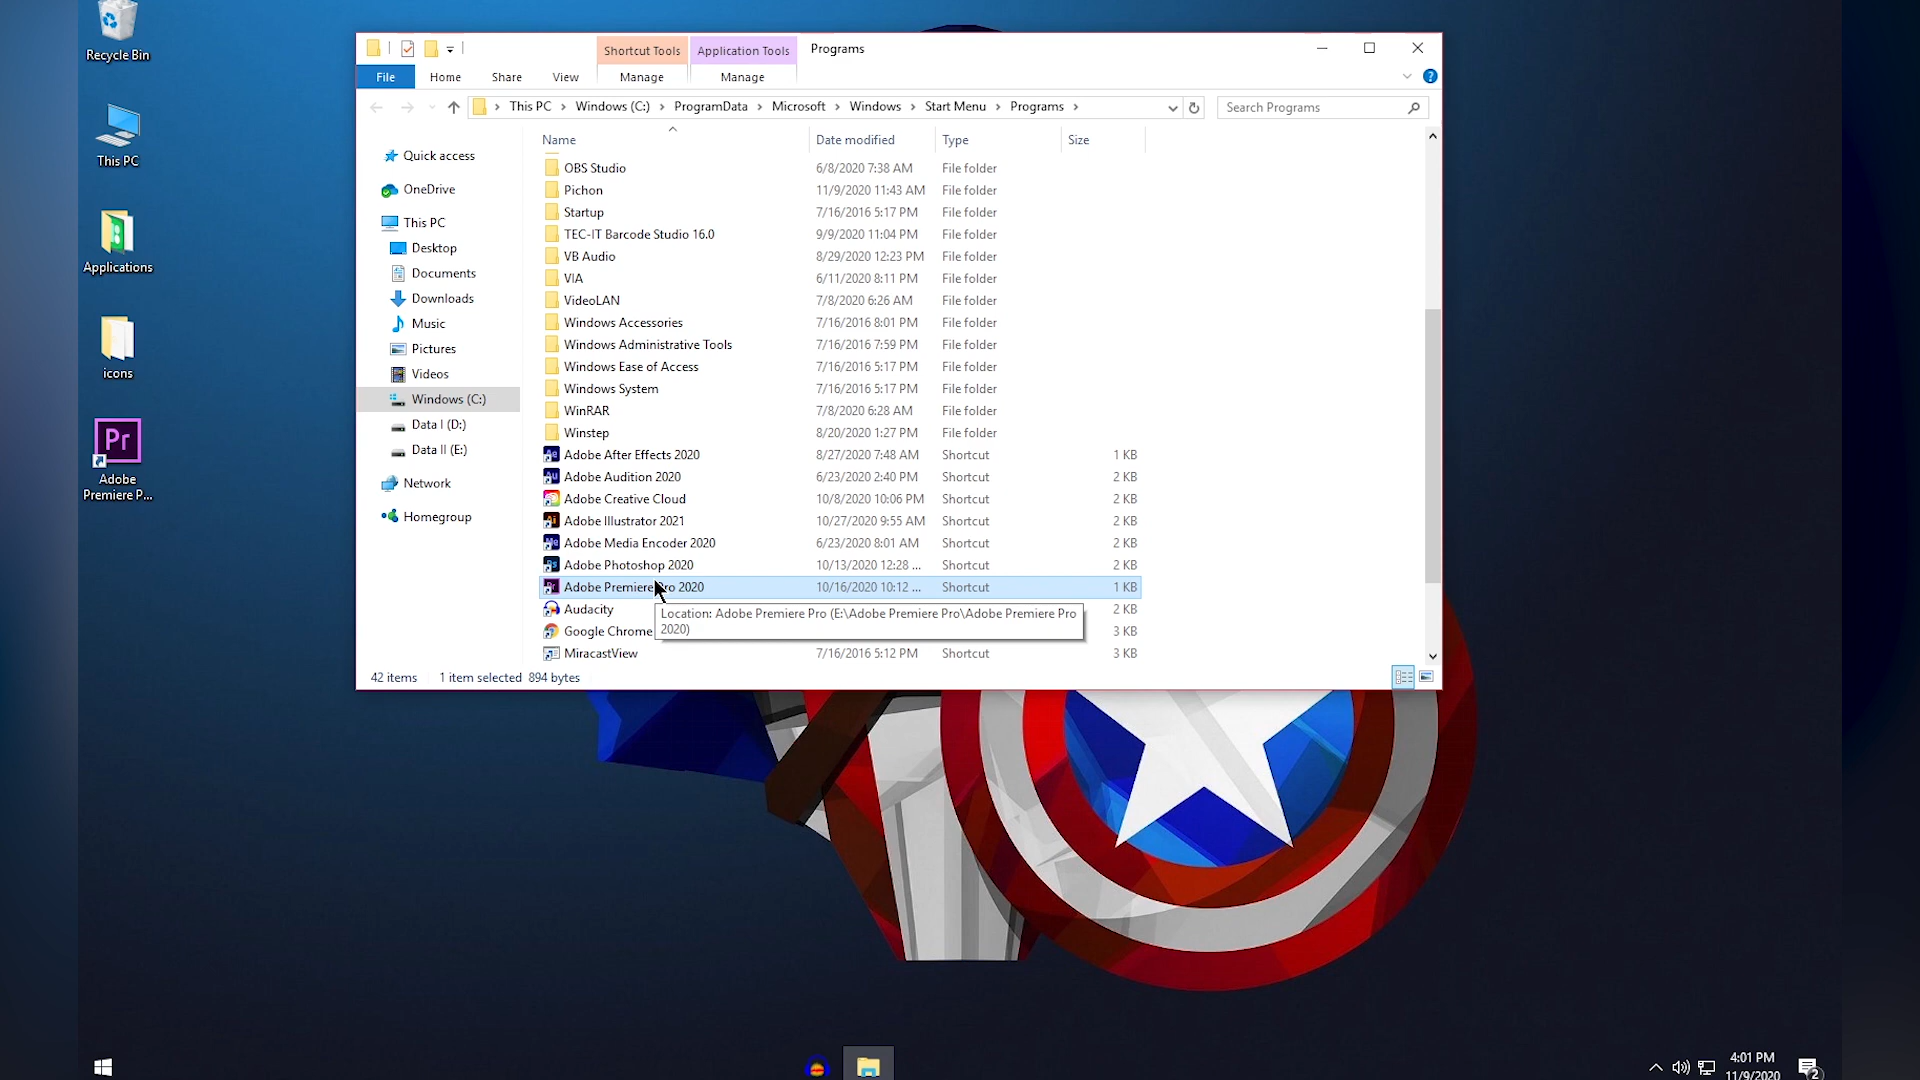 Recycle Bin
This PC
Applications
icons
Pr
Adobe
Premiere P...
Shortcut Tools
Application Tools
Programs
File
Home
Share
View
Manage
Manage
This PC
Windows (C:)
ProgramData
Microsoft
Windows
Start Menu
Programs
Search Programs
Quick access
OneDrive
This PC
Desktop
Documents
Downloads
Music
Pictures
Videos
Windows (C:)
Data I (D:)
Data II (E:)
Network
Homegroup
Name Date modified Type Size
OBS Studio 6/8/2020 7:38 AM File folder
Pichon 11/9/2020 11:43 AM File folder
Startup 7/16/2016 5:17 PM File folder
TEC-IT Barcode Studio 16.0 9/9/2020 11:04 PM File folder
VB Audio 8/29/2020 12:23 PM File folder
VIA 6/11/2020 8:11 PM File folder
VideoLAN 7/8/2020 6:26 AM File folder
Windows Accessories 7/16/2016 8:01 PM File folder
Windows Administrative Tools 7/16/2016 7:59 PM File folder
Windows Ease of Access 7/16/2016 5:17 PM File folder
Windows System 7/16/2016 5:17 PM File folder
WinRAR 7/8/2020 6:28 AM File folder
Winstep 8/20/2020 1:27 PM File folder
Adobe After Effects 2020 8/27/2020 7:48 AM Shortcut 1 KB
Adobe Audition 2020 6/23/2020 2:40 PM Shortcut 2 KB
Adobe Creative Cloud 10/8/2020 10:06 PM Shortcut 2 KB
Adobe Illustrator 2021 10/27/2020 9:55 AM Shortcut 2 KB
Adobe Media Encoder 2020 6/23/2020 8:01 AM Shortcut 2 KB
Adobe Photoshop 2020 10/13/2020 12:28 ... Shortcut 2 KB
Adobe Premiere Pro 2020 10/16/2020 10:12 ... Shortcut 1 KB
Audacity 2 KB
Google Chrome 3 KB
MiracastView 7/16/2016 5:12 PM Shortcut 3 KB
Location: Adobe Premiere Pro (E:\Adobe Premiere Pro\Adobe Premiere Pro
2020)
42 items 1 item selected 894 bytes
4:01 PM
11/9/2020
2